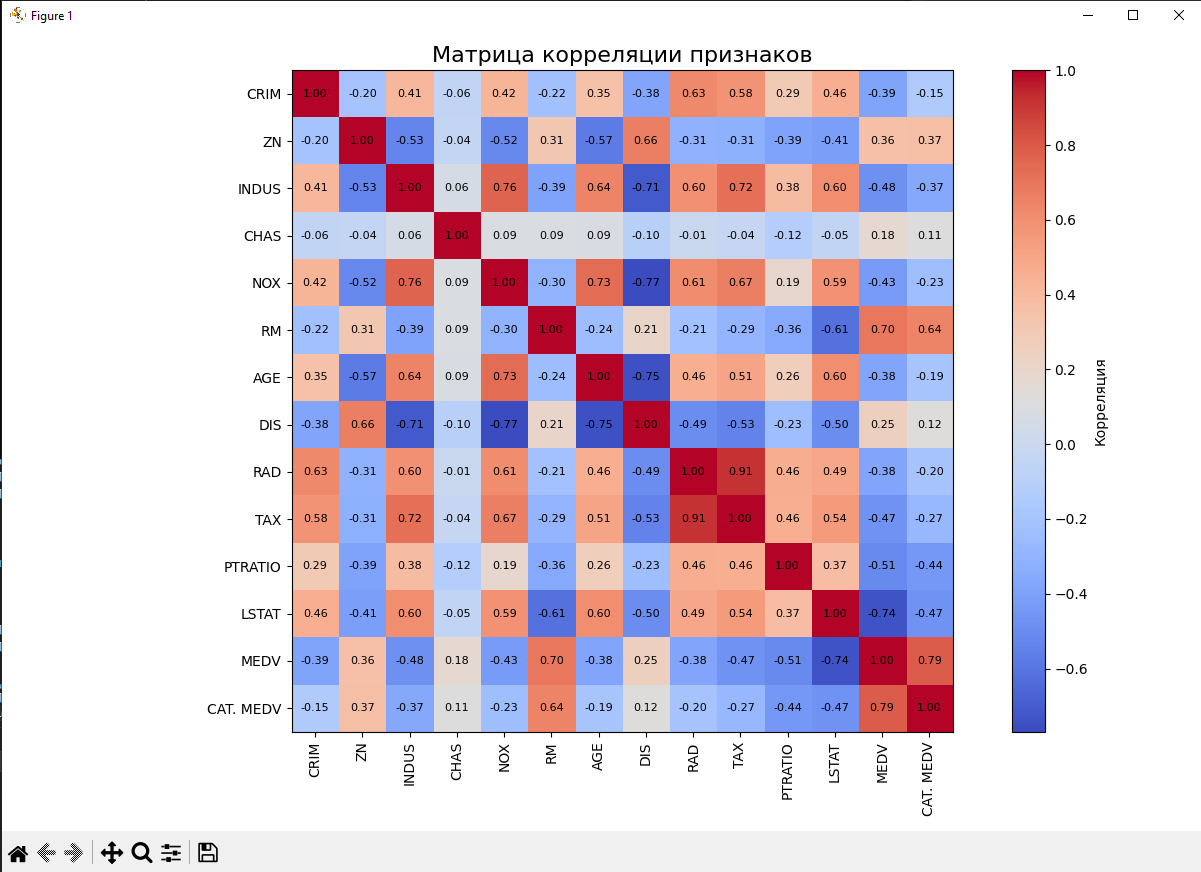 Figure 1
Матрица корреляции признаков
CRIM 1.00 -0.20 0.41 -0.06 0.42 -0.22 0.35 -0.38 0.63 0.58 0.29 0.46 -0.39 -0.15
ZN -0.20 1.00 -0.53 -0.04 -0.52 0.31 -0.57 0.66 -0.31 -0.31 -0.39 -0.41 0.36 0.37
INDUS 0.41 -0.53 1.00 0.06 0.76 -0.39 0.64 -0.71 0.60 0.72 0.38 0.60 -0.48 -0.37
CHAS -0.06 -0.04 0.06 1.00 0.09 0.09 0.09 -0.10 -0.01 -0.04 -0.12 -0.05 0.18 0.11
NOX 0.42 -0.52 0.76 0.09 1.00 -0.30 0.73 -0.77 0.61 0.67 0.19 0.59 -0.43 -0.23
RM -0.22 0.31 -0.39 0.09 -0.30 1.00 -0.24 0.21 -0.21 -0.29 -0.36 -0.61 0.70 0.64
AGE 0.35 -0.57 0.64 0.09 0.73 -0.24 1.00 -0.75 0.46 0.51 0.26 0.60 -0.38 -0.19
DIS -0.38 0.66 -0.71 -0.10 -0.77 0.21 -0.75 1.00 -0.49 -0.53 -0.23 -0.50 0.25 0.12
RAD 0.63 -0.31 0.60 -0.01 0.61 -0.21 0.46 -0.49 1.00 0.91 0.46 0.49 -0.38 -0.20
TAX 0.58 -0.31 0.72 -0.04 0.67 -0.29 0.51 -0.53 0.91 1.00 0.46 0.54 -0.47 -0.27
PTRATIO 0.29 -0.39 0.38 -0.12 0.19 -0.36 0.26 -0.23 0.46 0.46 1.00 0.37 -0.51 -0.44
LSTAT 0.46 -0.41 0.60 -0.05 0.59 -0.61 0.60 -0.50 0.49 0.54 0.37 1.00 -0.74 -0.47
MEDV -0.39 0.36 -0.48 0.18 -0.43 0.70 -0.38 0.25 -0.38 -0.47 -0.51 -0.74 1.00 0.79
CAT. MEDV -0.15 0.37 -0.37 0.11 -0.23 0.64 -0.19 0.12 -0.20 -0.27 -0.44 -0.47 0.79 1.00
CRIM ZN INDUS CHAS NOX RM AGE DIS RAD TAX PTRATIO LSTAT MEDV CAT. MEDV
1.0
0.8
0.6
0.4
0.2
0.0
−0.2
−0.4
−0.6
Корреляция